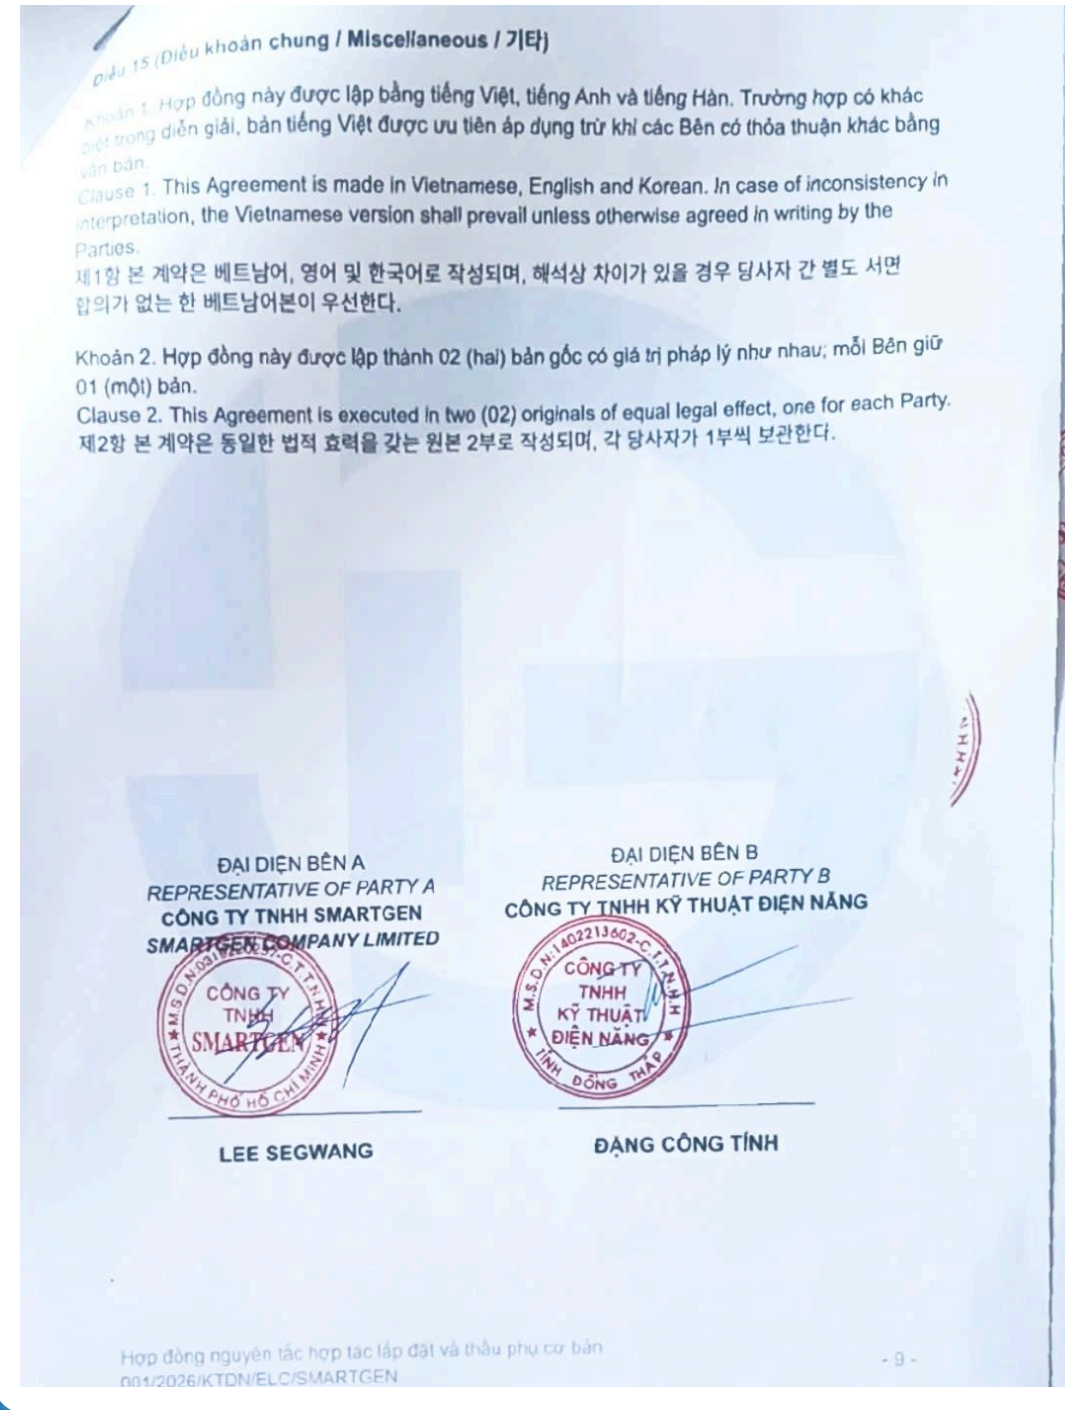 Điều 15 (Điều khoản chung / Miscellaneous / 기타)
Khoản 1. Hợp đồng này được lập bằng tiếng Việt, tiếng Anh và tiếng Hàn. Trường hợp có khác
biệt trong diễn giải, bản tiếng Việt được ưu tiên áp dụng trừ khi các Bên có thỏa thuận khác bằng
văn bản.
Clause 1. This Agreement is made in Vietnamese, English and Korean. In case of inconsistency in
interpretation, the Vietnamese version shall prevail unless otherwise agreed in writing by the
Parties.
제1항 본 계약은 베트남어, 영어 및 한국어로 작성되며, 해석상 차이가 있을 경우 당사자 간 별도 서면
합의가 없는 한 베트남어본이 우선한다.
Khoản 2. Hợp đồng này được lập thành 02 (hai) bản gốc có giá trị pháp lý như nhau; mỗi Bên giữ
01 (một) bản.
Clause 2. This Agreement is executed in two (02) originals of equal legal effect, one for each Party.
제2항 본 계약은 동일한 법적 효력을 갖는 원본 2부로 작성되며, 각 당사자가 1부씩 보관한다.
ĐẠI DIỆN BÊN A
REPRESENTATIVE OF PARTY A
CÔNG TY TNHH SMARTGEN
SMARTGEN COMPANY LIMITED
CÔNG TY
TNHH
SMARTGEN
THÀNH PHỐ HỒ CHÍ MINH
LEE SEGWANG
ĐẠI DIỆN BÊN B
REPRESENTATIVE OF PARTY B
CÔNG TY TNHH KỸ THUẬT ĐIỆN NĂNG
M.S.D.N:1402213602-C.T.T.N.H.H
CÔNG TY
TNHH
KỸ THUẬT
ĐIỆN NĂNG
TỈNH ĐỒNG THÁP
ĐẶNG CÔNG TÍNH
Hợp đồng nguyên tắc hợp tác lắp đặt và thầu phụ cơ bản
001/2026/KTDN/ELC/SMARTGEN
- 9 -